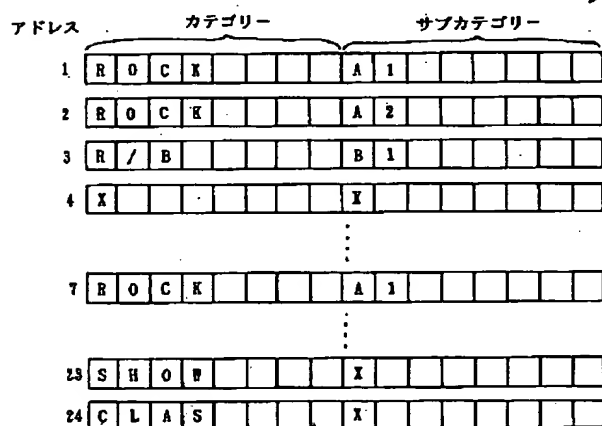 アドレス カテゴリー サブカテゴリー
1 R O C K A 1
2 R O C K A 2
3 R / B B 1
4 X X
7 R O C K A 1
23 S H O W X
24 C L A S X